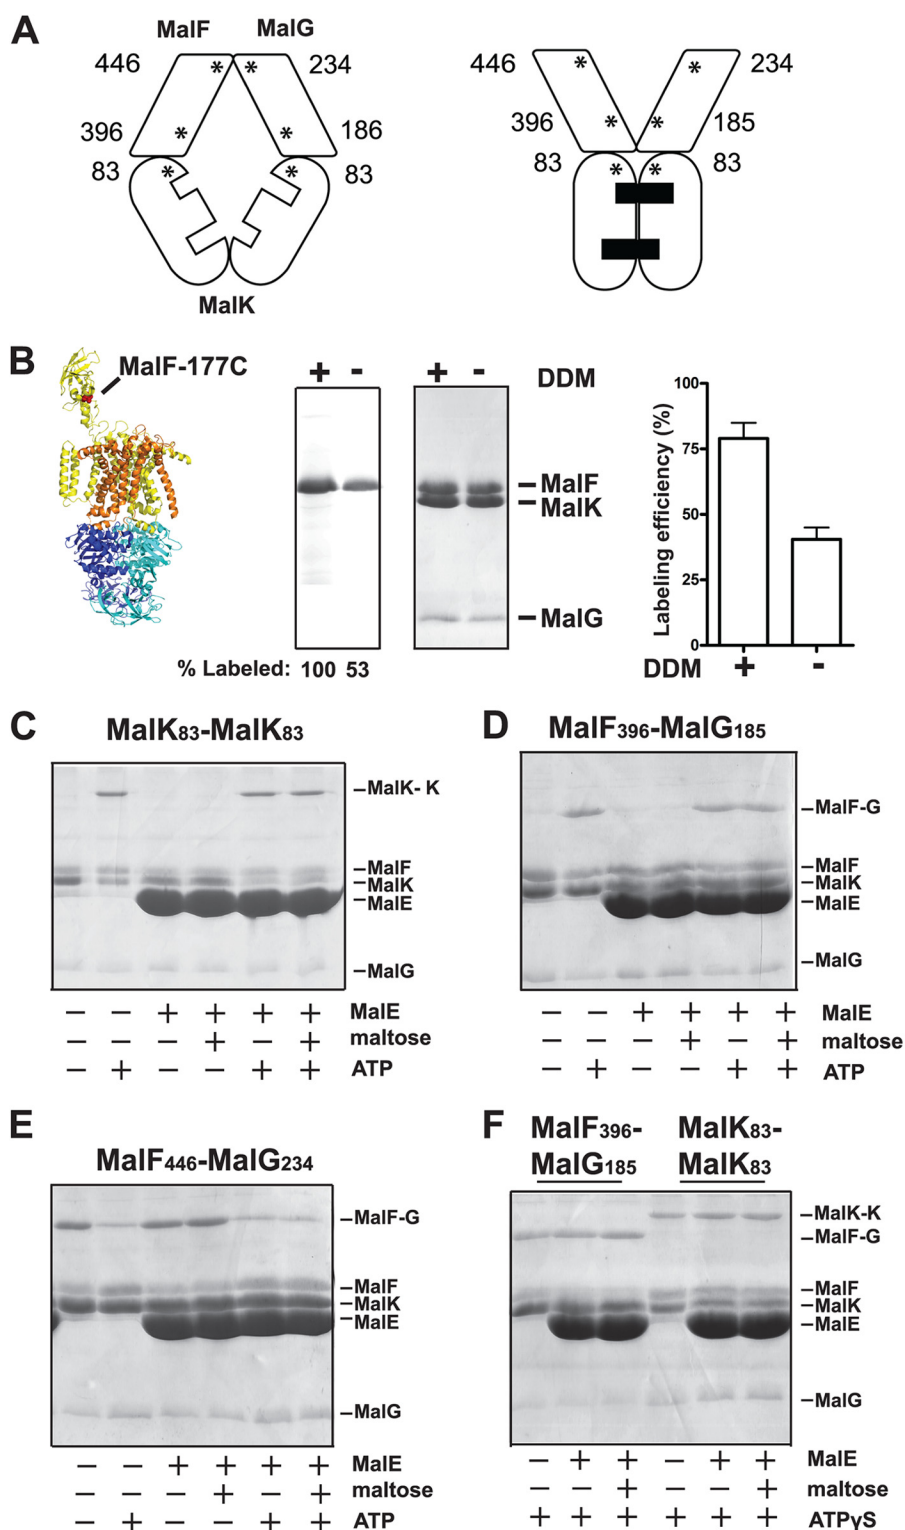 A
MalF MalG
446 * * 234
396 * * 186
83 * * 83
MalK
446 * * 234
396 * * 185
83 * * 83
B
MalF-177C
+ - + - DDM
MalF
MalK
MalG
% Labeled: 100 53
Labeling efficiency (%)
100
75
50
25
0
DDM + -
C
MalK83-MalK83
MalK-K
MalF
MalK
MalE
MalG
− − + + + + MalE
− − − + − + maltose
− + − − + + ATP
D
MalF396-MalG185
MalF-G
MalF
MalK
MalE
MalG
− − + + + + MalE
− − − + − + maltose
− + − − + + ATP
E
MalF446-MalG234
MalF-G
MalF
MalK
MalE
MalG
− − + + + + MalE
− − − + − + maltose
− + − − + + ATP
F
MalF396-MalG185
MalK83-MalK83
MalK-K
MalF-G
MalF
MalK
MalE
MalG
− + + − + + MalE
− − + − − + maltose
+ + + + + + ATPγS